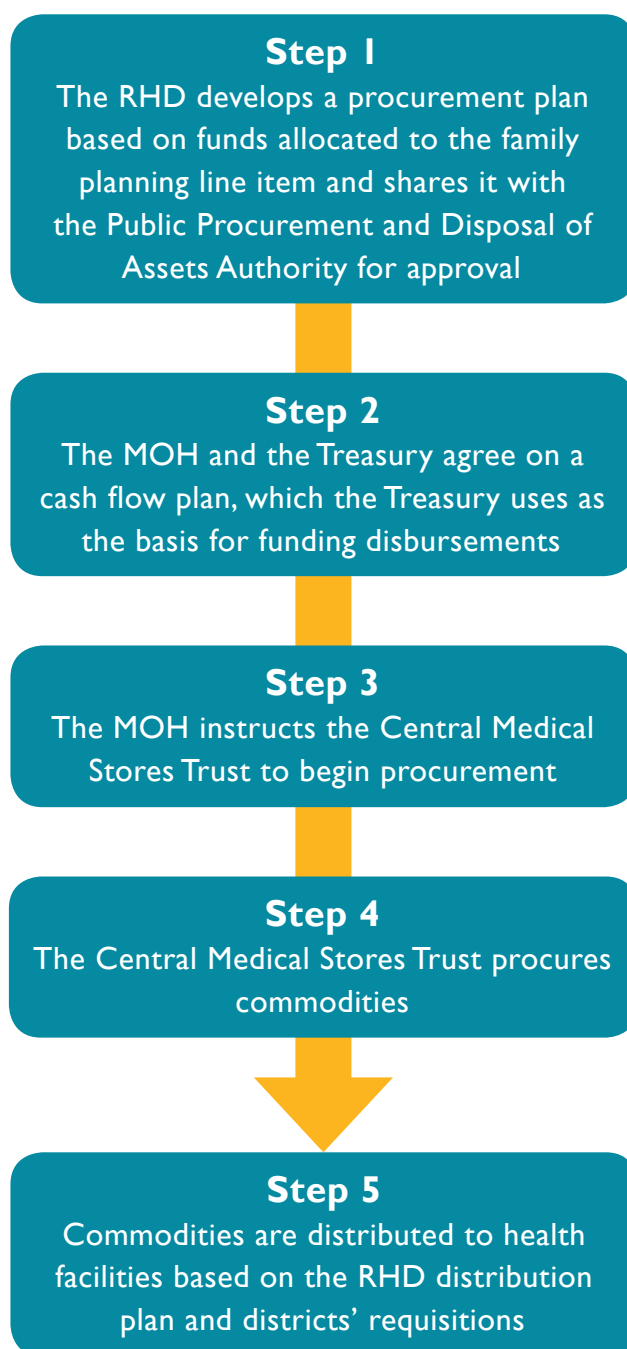 Step 1
The RHD develops a procurement plan
based on funds allocated to the family
planning line item and shares it with
the Public Procurement and Disposal of
Assets Authority for approval
Step 2
The MOH and the Treasury agree on a
cash flow plan, which the Treasury uses as
the basis for funding disbursements
Step 3
The MOH instructs the Central Medical
Stores Trust to begin procurement
Step 4
The Central Medical Stores Trust procures
commodities
Step 5
Commodities are distributed to health
facilities based on the RHD distribution
plan and districts’ requisitions